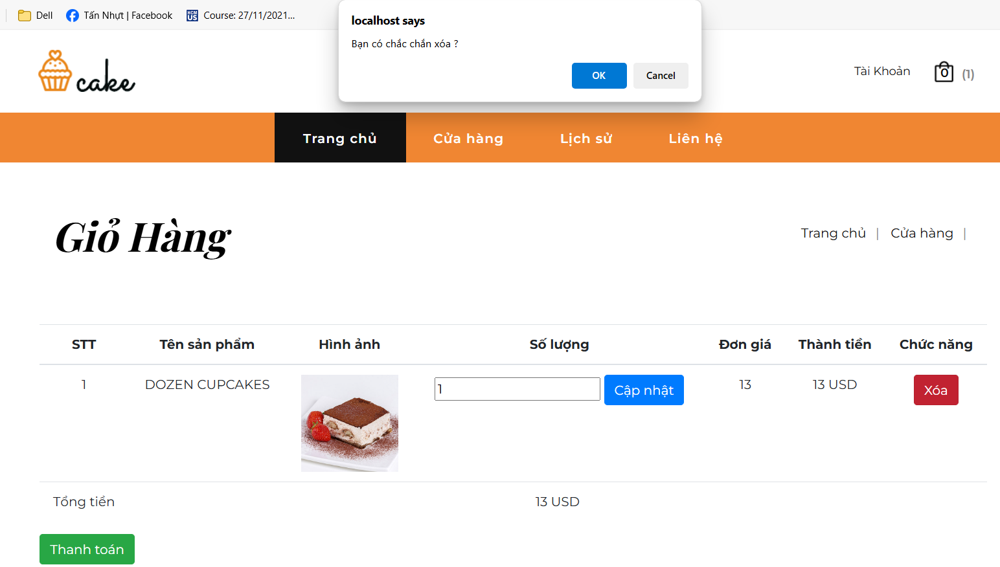 Dell
Tấn Nhựt | Facebook
Course: 27/11/2021...
localhost says
Bạn có chắc chắn xóa ?
OK
Cancel
cake
Tài Khoản
0
(1)
Trang chủ
Cửa hàng
Lịch sử
Liên hệ
Giỏ Hàng
Trang chủ | Cửa hàng |
STT Tên sản phẩm Hình ảnh Số lượng Đơn giá Thành tiền Chức năng
1 DOZEN CUPCAKES 1 Cập nhật 13 13 USD Xóa
Tổng tiền 13 USD
Thanh toán